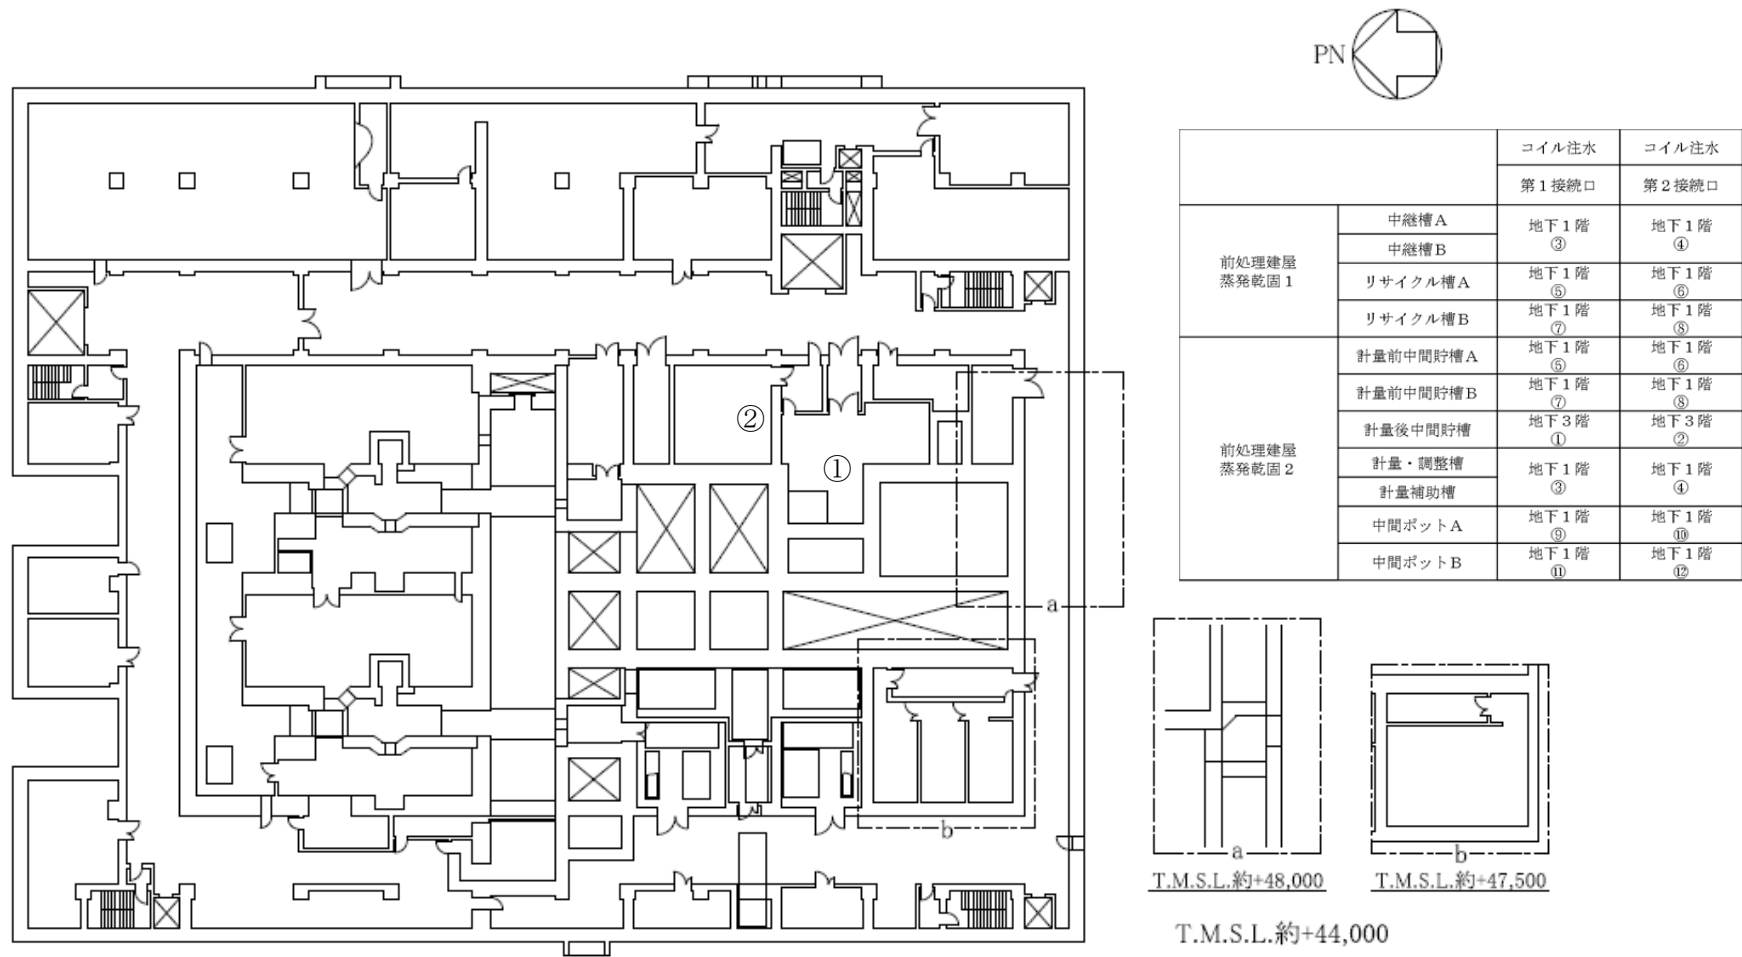 PN
コイル注水 コイル注水
第1接続口 第2接続口
前処理建屋
蒸発乾固1
中継槽A 地下1階 ③ 地下1階 ④
中継槽B
リサイクル槽A 地下1階 ⑤ 地下1階 ⑥
リサイクル槽B 地下1階 ⑦ 地下1階 ⑧
前処理建屋
蒸発乾固2
計量前中間貯槽A 地下1階 ⑤ 地下1階 ⑥
計量前中間貯槽B 地下1階 ⑦ 地下1階 ⑧
計量後中間貯槽 地下3階 ① 地下3階 ②
計量・調整槽 地下1階 ③ 地下1階 ④
計量補助槽
中間ポットA 地下1階 ⑨ 地下1階 ⑩
中間ポットB 地下1階 ⑪ 地下1階 ⑫
②
①
a
b
a
b
T.M.S.L.約+48,000
T.M.S.L.約+47,500
T.M.S.L.約+44,000